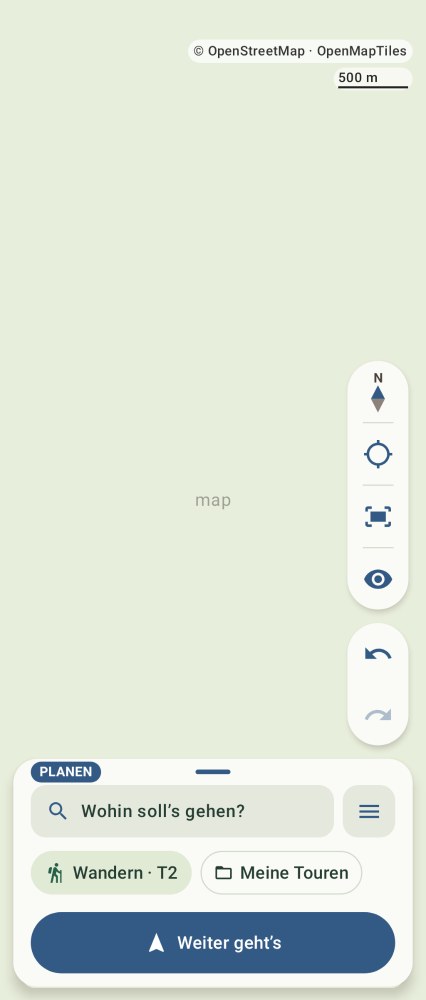 © OpenStreetMap · OpenMapTiles
500 m
N
map
PLANEN
Wohin soll’s gehen?
Wandern · T2
Meine Touren
Weiter geht’s